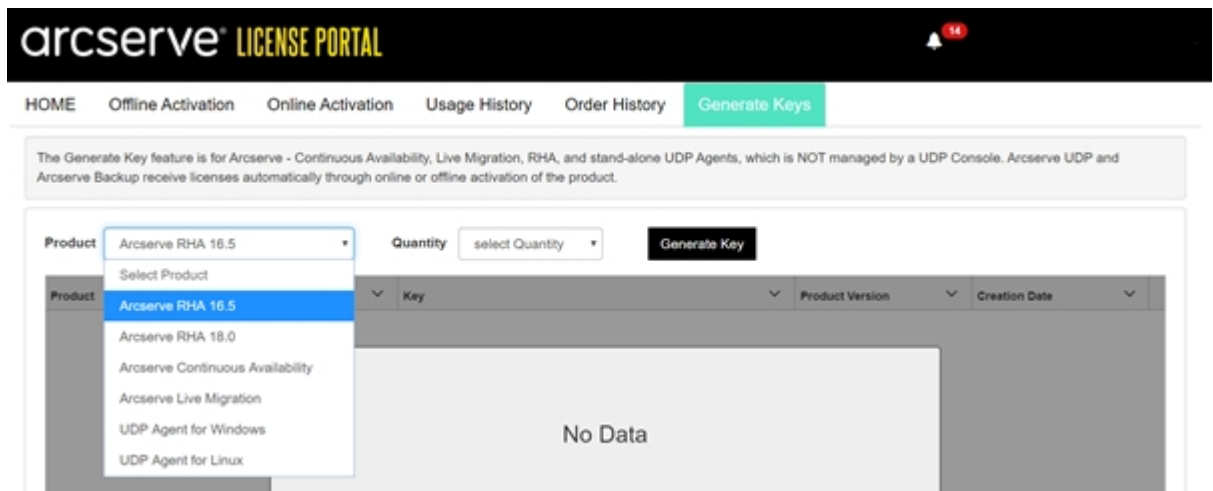 arcserve® LICENSE PORTAL
14
HOME Offline Activation Online Activation Usage History Order History Generate Keys
The Generate Key feature is for Arcserve - Continuous Availability, Live Migration, RHA, and stand-alone UDP Agents, which is NOT managed by a UDP Console. Arcserve UDP and
Arcserve Backup receive licenses automatically through online or offline activation of the product.
Product Arcserve RHA 16.5 Quantity select Quantity Generate Key
Select Product
Product Key Product Version Creation Date
Arcserve RHA 16.5
Arcserve RHA 18.0
Arcserve Continuous Availability
Arcserve Live Migration
UDP Agent for Windows
UDP Agent for Linux
No Data